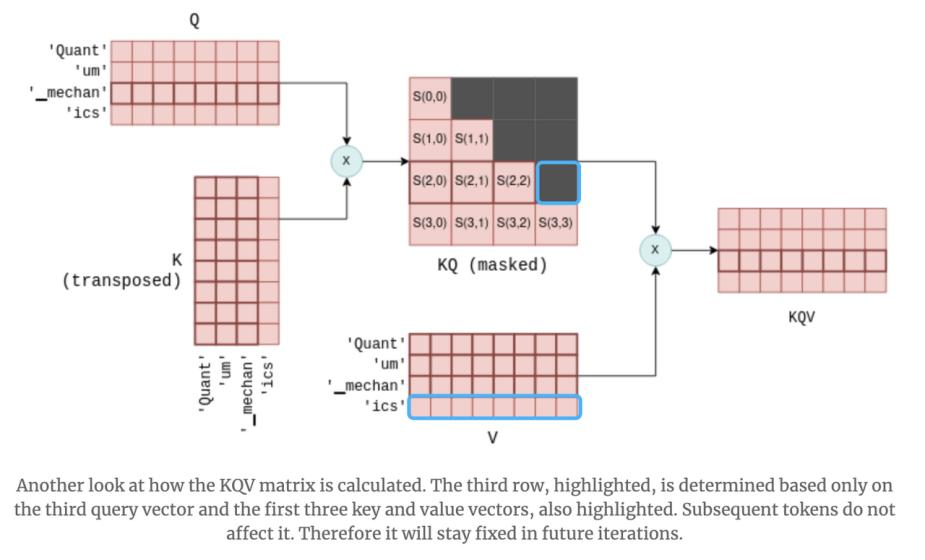 Q
'Quant'
'um'
'_mechan'
'ics'
X
S(0,0)
S(1,0) S(1,1)
S(2,0) S(2,1) S(2,2)
S(3,0) S(3,1) S(3,2) S(3,3)
KQ (masked)
K
(transposed)
'Quant'
'um'
'_mechan'
'ics'
X
KQV
'Quant'
'um'
'_mechan'
'ics'
V
Another look at how the KQV matrix is calculated. The third row, highlighted, is determined based only on
the third query vector and the first three key and value vectors, also highlighted. Subsequent tokens do not
affect it. Therefore it will stay fixed in future iterations.